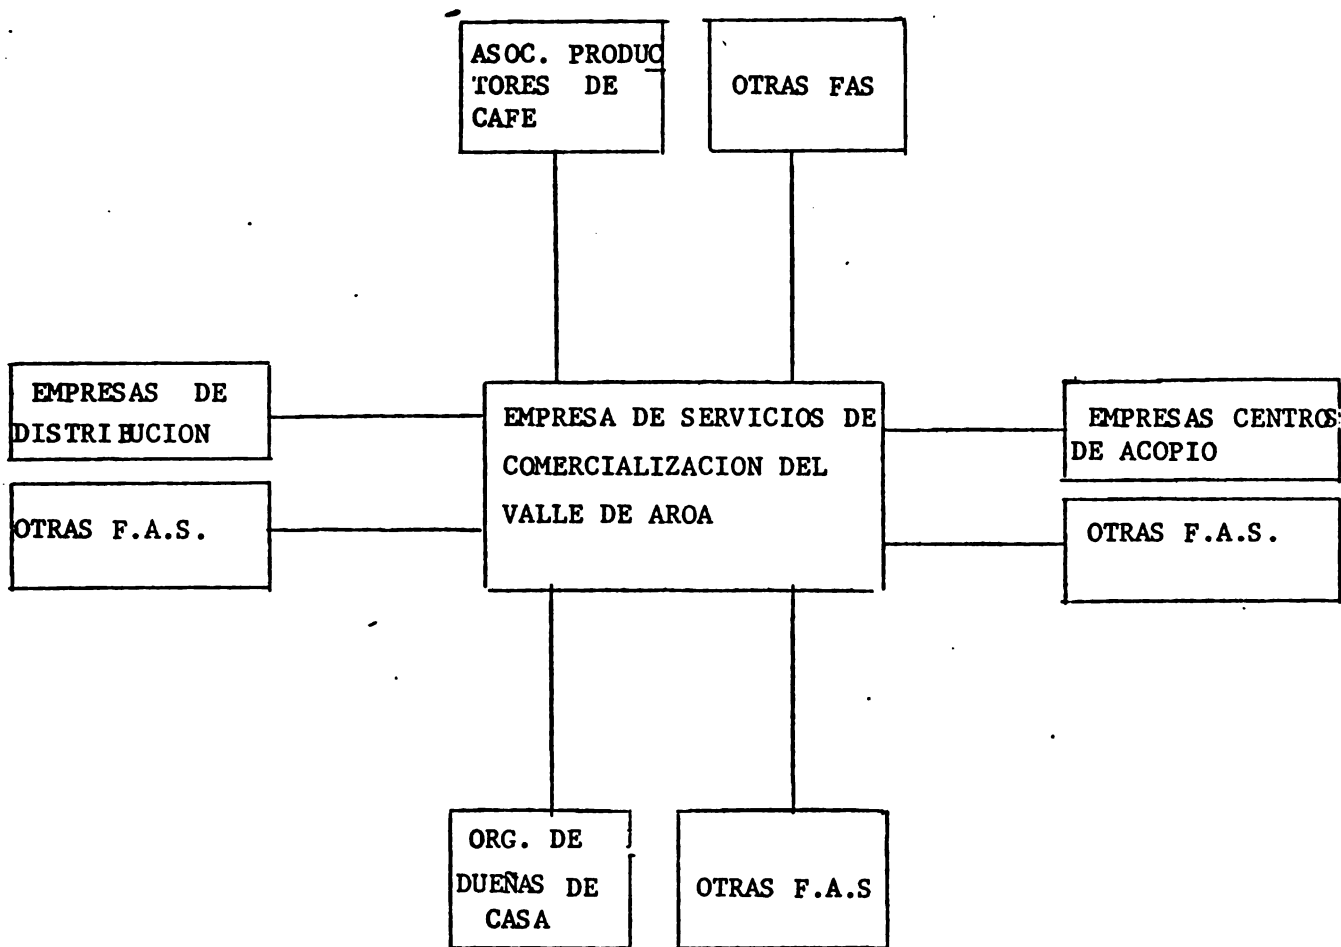 ASOC. PRODUC
TORES DE
CAFE
OTRAS FAS
EMPRESAS DE
DISTRIBUCION
OTRAS F.A.S.
EMPRESA DE SERVICIOS DE
COMERCIALIZACION DEL
VALLE DE AROA
EMPRESAS CENTROS
DE ACOPIO
OTRAS F.A.S.
ORG. DE
DUEÑAS DE
CASA
OTRAS F.A.S